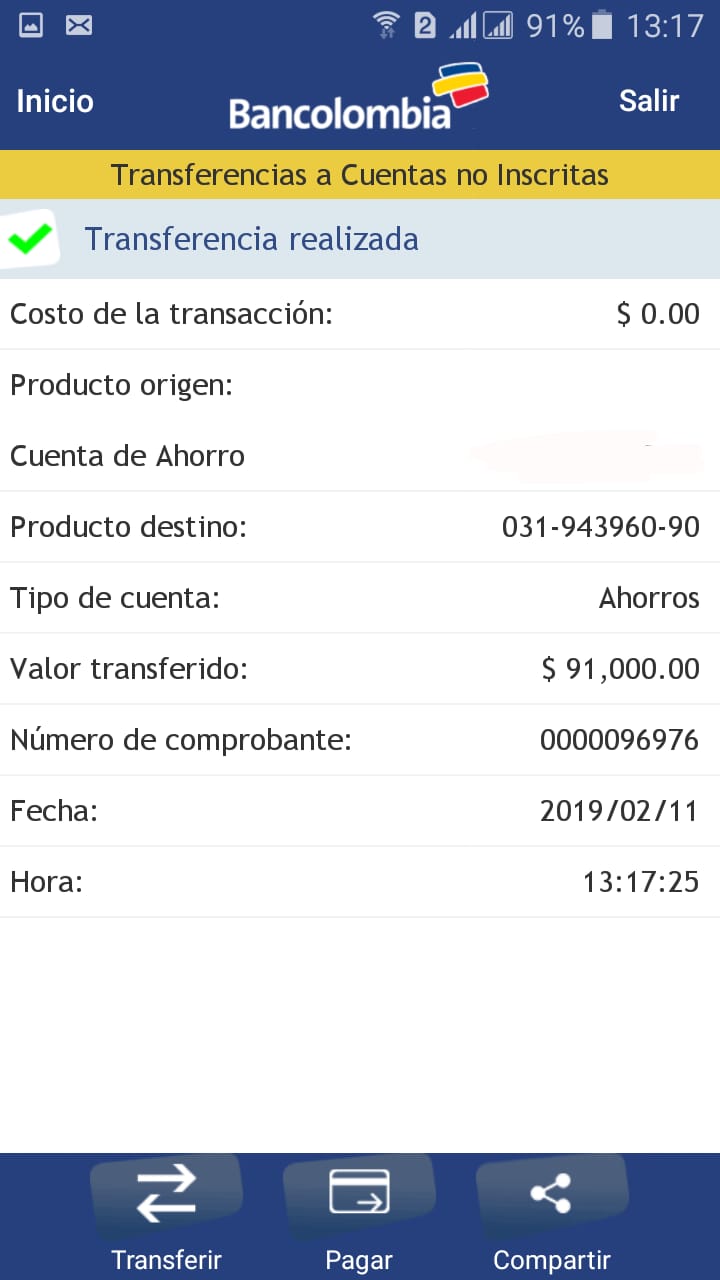 2 91% 13:17
Inicio Bancolombia Salir
Transferencias a Cuentas no Inscritas
Transferencia realizada
Costo de la transacción: $ 0.00
Producto origen:
Cuenta de Ahorro
Producto destino: 031-943960-90
Tipo de cuenta: Ahorros
Valor transferido: $ 91,000.00
Número de comprobante: 0000096976
Fecha: 2019/02/11
Hora: 13:17:25
Transferir Pagar Compartir